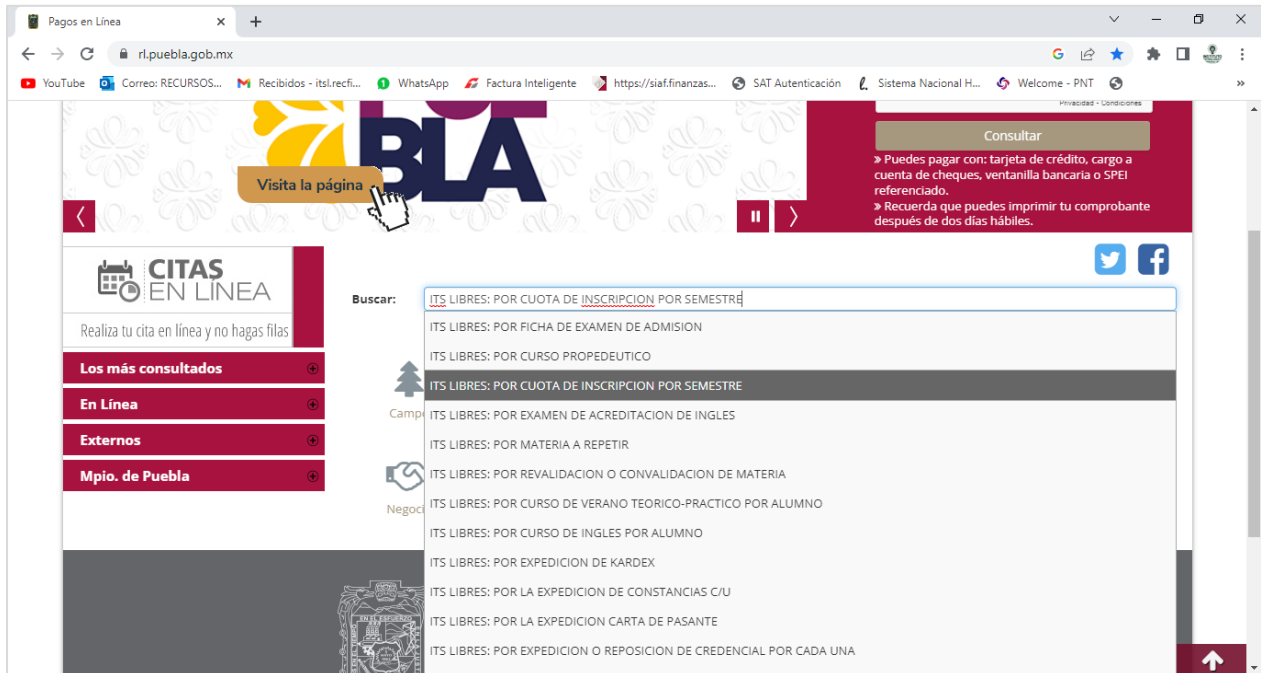 Pagos en Línea
rl.puebla.gob.mx
YouTube
Correo: RECURSOS...
Recibidos - itsl.recfi...
WhatsApp
Factura Inteligente
https://siaf.finanzas...
SAT Autenticación
Sistema Nacional H...
Welcome - PNT
»
BLA
Visita la página
Privacidad - Condiciones
Consultar
» Puedes pagar con: tarjeta de crédito, cargo a
cuenta de cheques, ventanilla bancaria o SPEI
referenciado.
» Recuerda que puedes imprimir tu comprobante
después de dos días hábiles.
CITAS
EN LÍNEA
Realiza tu cita en línea y no hagas filas
Los más consultados
En Línea
Externos
Mpio. de Puebla
Buscar:
ITS LIBRES: POR CUOTA DE INSCRIPCION POR SEMESTRE
ITS LIBRES: POR FICHA DE EXAMEN DE ADMISION
ITS LIBRES: POR CURSO PROPEDEUTICO
ITS LIBRES: POR CUOTA DE INSCRIPCION POR SEMESTRE
Camp
ITS LIBRES: POR EXAMEN DE ACREDITACION DE INGLES
ITS LIBRES: POR MATERIA A REPETIR
ITS LIBRES: POR REVALIDACION O CONVALIDACION DE MATERIA
ITS LIBRES: POR CURSO DE VERANO TEORICO-PRACTICO POR ALUMNO
Negoci
ITS LIBRES: POR CURSO DE INGLES POR ALUMNO
ITS LIBRES: POR EXPEDICION DE KARDEX
ITS LIBRES: POR LA EXPEDICION DE CONSTANCIAS C/U
ITS LIBRES: POR LA EXPEDICION CARTA DE PASANTE
ITS LIBRES: POR EXPEDICION O REPOSICION DE CREDENCIAL POR CADA UNA